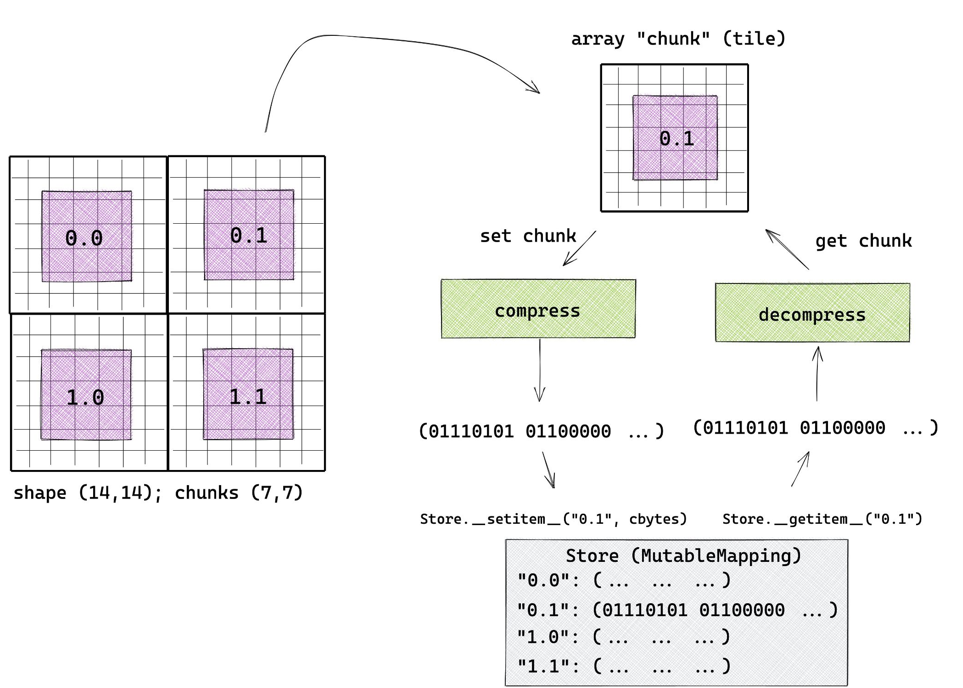 array "chunk" (tile)
0.1
0.0
0.1
1.0
1.1
shape (14,14); chunks (7,7)
set chunk
get chunk
compress
decompress
(01110101 01100000 ...)
(01110101 01100000 ...)
Store.__setitem__("0.1", cbytes)
Store.__getitem__("0.1")
Store (MutableMapping)
"0.0": (... ... ...)
"0.1": (01110101 01100000 ...)
"1.0": (... ... ...)
"1.1": (... ... ...)